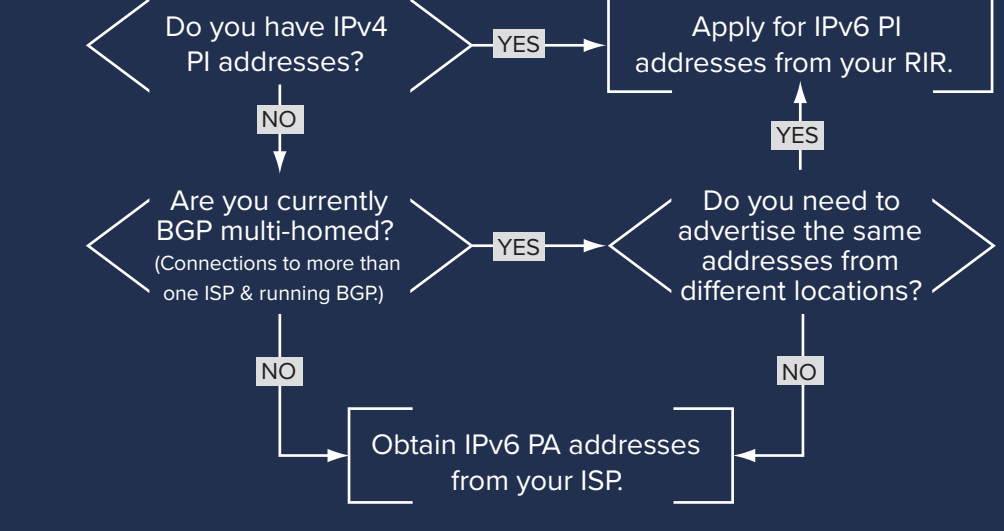 Do you have IPv4
PI addresses?
YES
Apply for IPv6 PI
addresses from your RIR.
NO
YES
Are you currently
BGP multi-homed?
(Connections to more than
one ISP & running BGP.)
YES
Do you need to
advertise the same
addresses from
different locations?
NO
NO
Obtain IPv6 PA addresses
from your ISP.